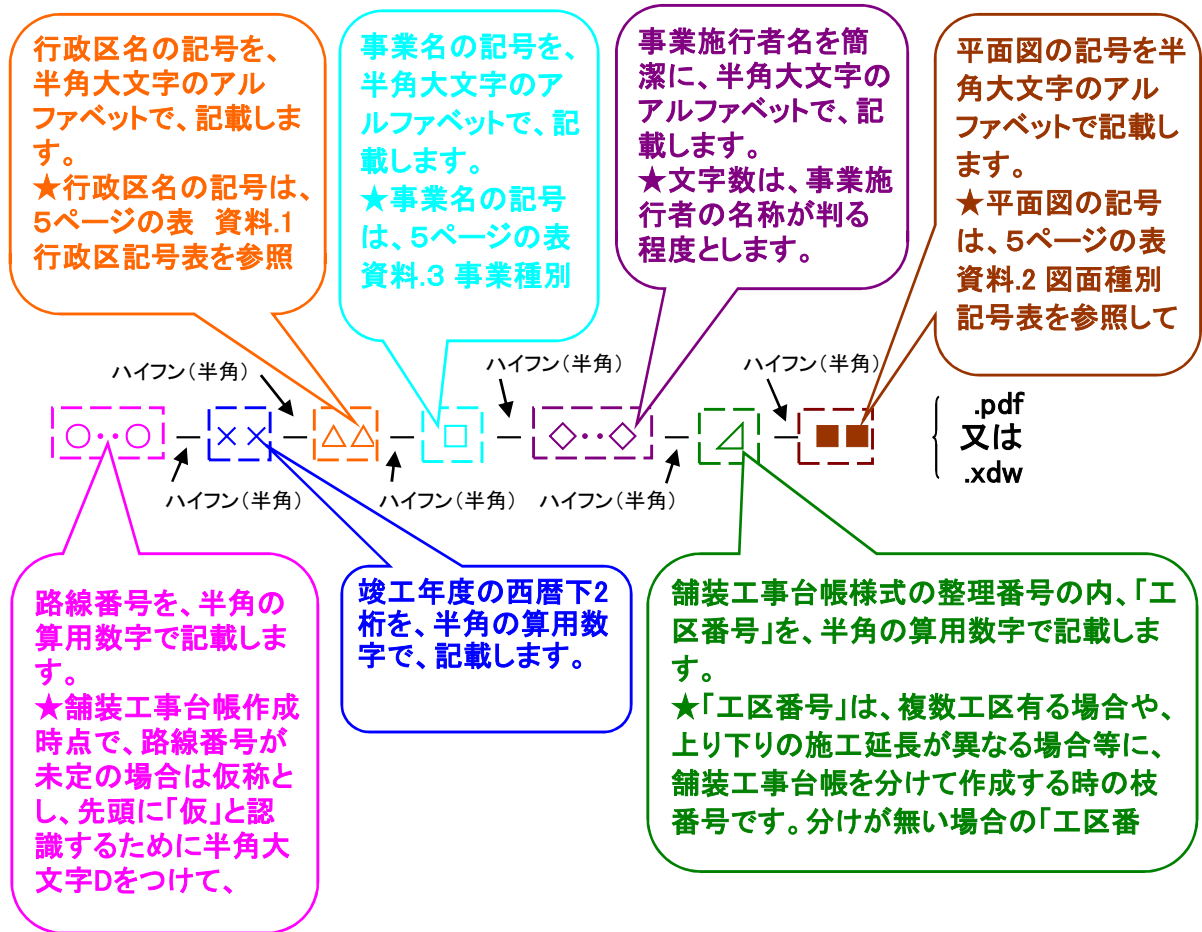 行政区名の記号を、
半角大文字のアル
ファベットで、記載しま
す。
★行政区名の記号は、
5ページの表　資料.1
行政区記号表を参照
事業名の記号を、
半角大文字のア
ルファベットで、記
載します。
★事業名の記号
は、5ページの表
資料.3 事業種別
事業施行者名を簡
潔に、半角大文字の
アルファベットで、記
載します。
★文字数は、事業施
行者の名称が判る
程度とします。
平面図の記号を半
角大文字のアル
ファベットで記載し
ます。
★平面図の記号
は、5ページの表
資料.2 図面種別
記号表を参照して
ハイフン（半角）
ハイフン（半角）
ハイフン（半角）
○‥○ － ×× － △△ － □ － ◇‥◇ － ◿ － ■■
.pdf
又は
.xdw
ハイフン（半角）
ハイフン（半角）
ハイフン（半角）
路線番号を、半角の
算用数字で記載しま
す。
★舗装工事台帳作成
時点で、路線番号が
未定の場合は仮称と
し、先頭に「仮」と認
識するために半角大
文字Dをつけて、
竣工年度の西暦下2
桁を、半角の算用数
字で、記載します。
舗装工事台帳様式の整理番号の内、「工
区番号」を、半角の算用数字で記載しま
す。
★「工区番号」は、複数工区有る場合や、
上り下りの施工延長が異なる場合等に、
舗装工事台帳を分けて作成する時の枝
番号です。分けが無い場合の「工区番